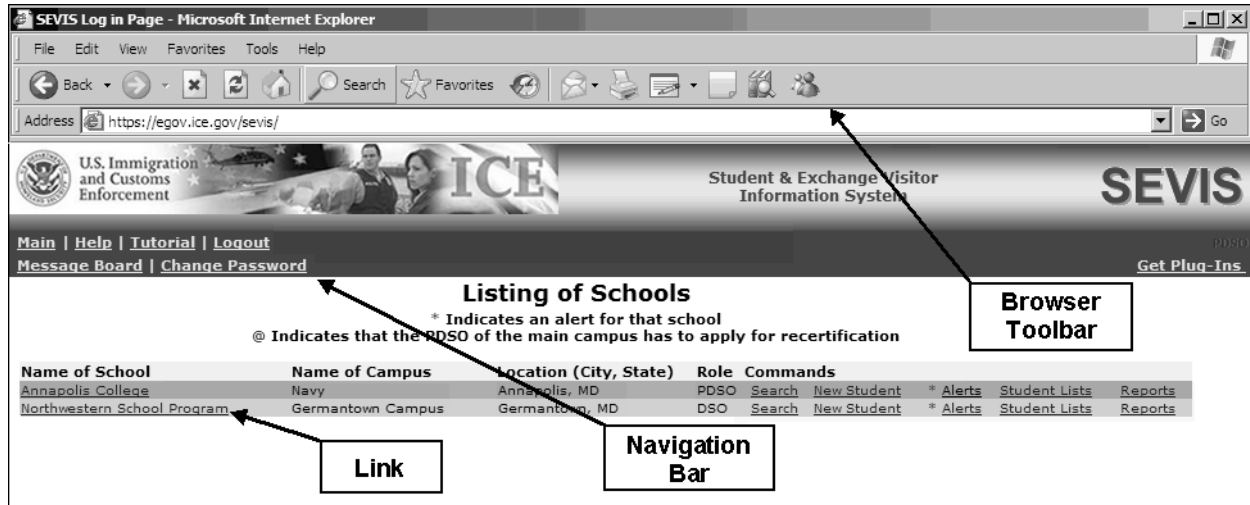 SEVIS Log in Page - Microsoft Internet Explorer
File Edit View Favorites Tools Help
Back Search Favorites
Address https://egov.ice.gov/sevis/ Go
U.S. Immigration
and Customs
Enforcement
ICE
Student & Exchange Visitor
Information System
SEVIS
Main | Help | Tutorial | Logout
PDSO
Message Board | Change Password
Get Plug-Ins
Listing of Schools
* Indicates an alert for that school
@ Indicates that the PDSO of the main campus has to apply for recertification
Browser
Toolbar
Name of School Name of Campus Location (City, State) Role Commands
Annapolis College Navy Annapolis, MD PDSO Search New Student * Alerts Student Lists Reports
Northwestern School Program Germantown Campus Germantown, MD DSO Search New Student * Alerts Student Lists Reports
Link
Navigation
Bar